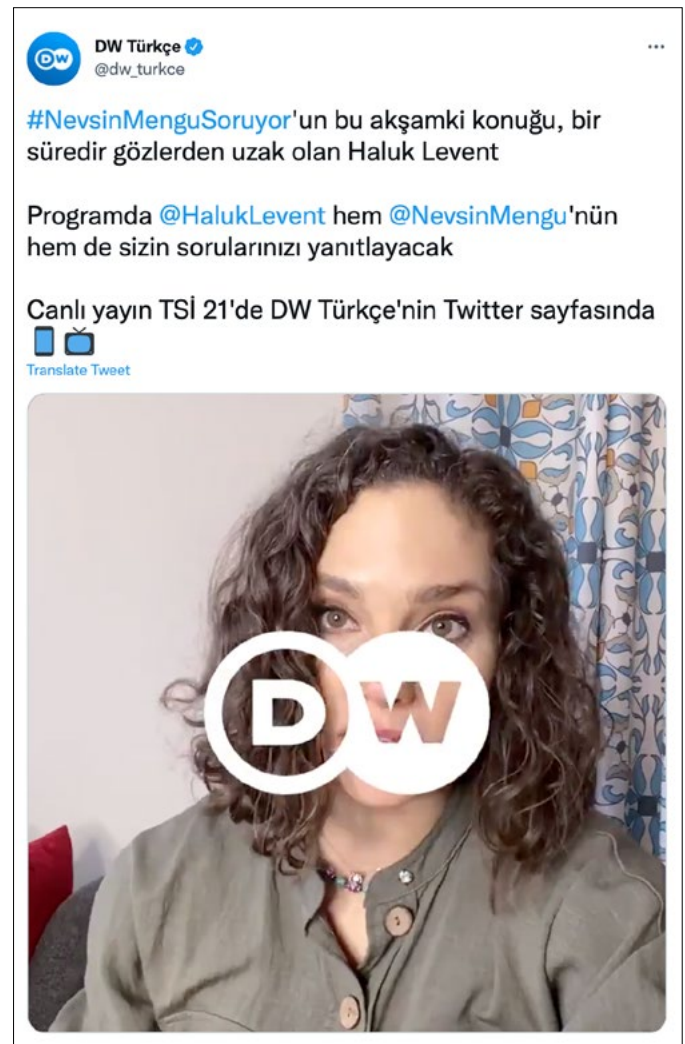 DW DW Türkçe
@dw_turkce
#NevsinMenguSoruyor'un bu akşamki konuğu, bir
süredir gözlerden uzak olan Haluk Levent
Programda @HalukLevent hem @NevsinMengu'nün
hem de sizin sorularınızı yanıtlayacak
Canlı yayın TSİ 21'de DW Türkçe'nin Twitter sayfasında
Translate Tweet
DW